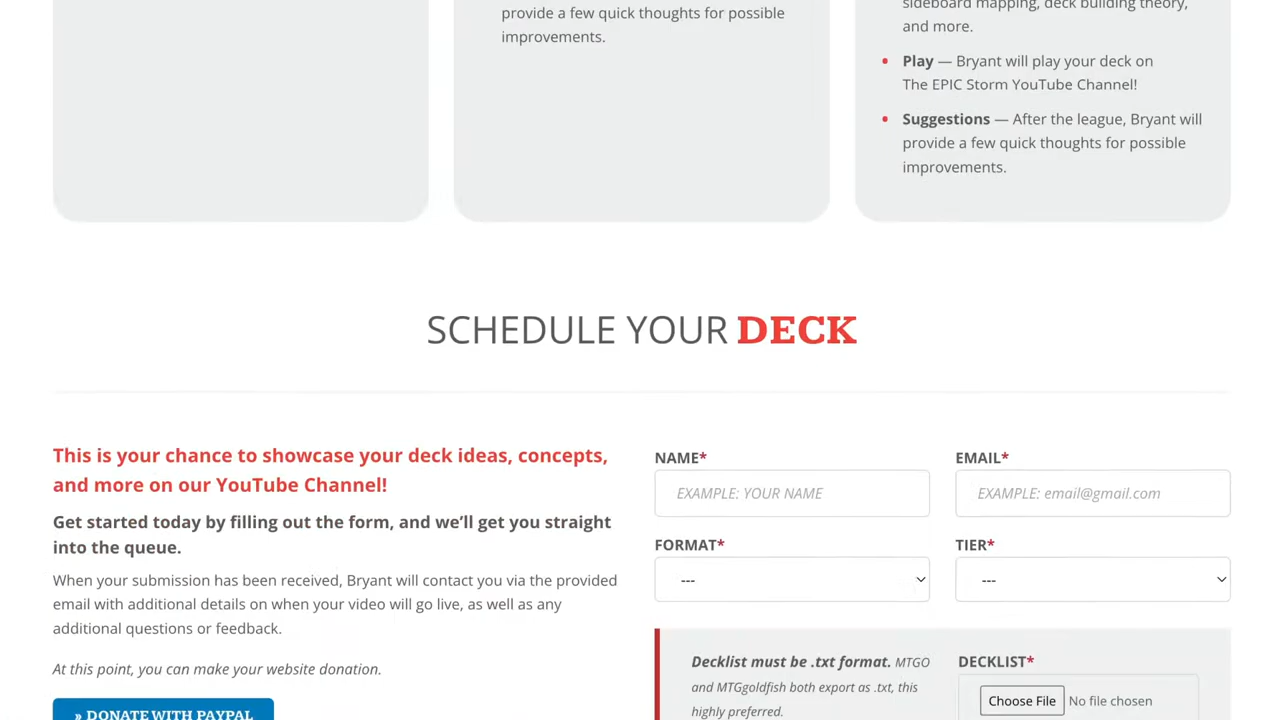 provide a few quick thoughts for possible
improvements.
sideboard mapping, deck building theory,
and more.
• Play — Bryant will play your deck on
The EPIC Storm YouTube Channel!
• Suggestions — After the league, Bryant will
provide a few quick thoughts for possible
improvements.
SCHEDULE YOUR DECK
This is your chance to showcase your deck ideas, concepts,
and more on our YouTube Channel!
Get started today by filling out the form, and we’ll get you straight
into the queue.
When your submission has been received, Bryant will contact you via the provided
email with additional details on when your video will go live, as well as any
additional questions or feedback.
At this point, you can make your website donation.
» DONATE WITH PAYPAL
NAME*
EXAMPLE: YOUR NAME
EMAIL*
EXAMPLE: email@gmail.com
FORMAT*
---
TIER*
---
Decklist must be .txt format. MTGO
and MTGgoldfish both export as .txt, this
highly preferred.
DECKLIST*
Choose File No file chosen